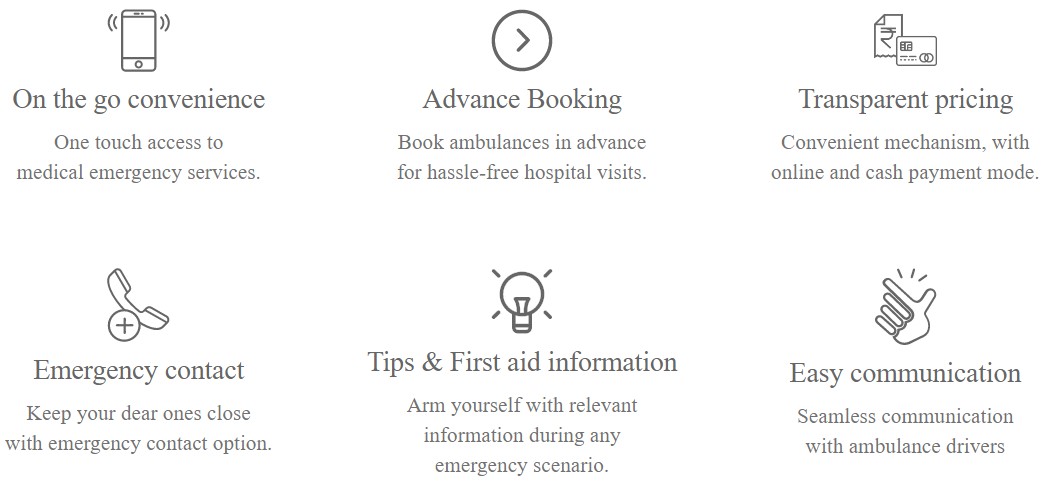 On the go convenience
One touch access to
medical emergency services.
Advance Booking
Book ambulances in advance
for hassle-free hospital visits.
Transparent pricing
Convenient mechanism, with
online and cash payment mode.
Emergency contact
Keep your dear ones close
with emergency contact option.
Tips & First aid information
Arm yourself with relevant
information during any
emergency scenario.
Easy communication
Seamless communication
with ambulance drivers